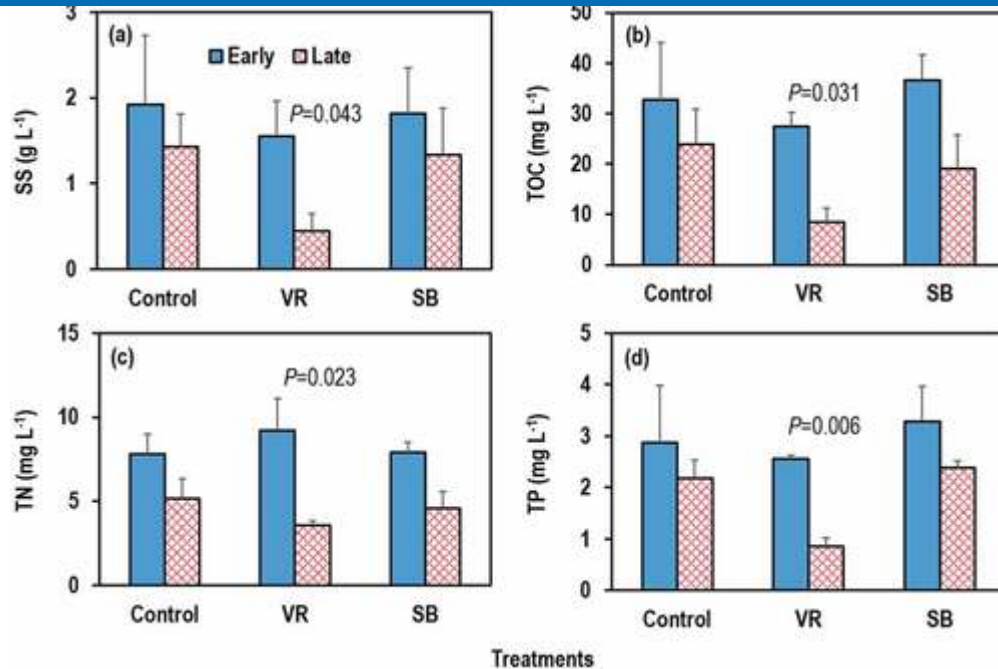 (a)
Early Late
P=0.043
SS (g L⁻¹)
3
2
1
0
Control VR SB
(b)
P=0.031
TOC (mg L⁻¹)
50
40
30
20
10
0
Control VR SB
(c)
P=0.023
TN (mg L⁻¹)
15
10
5
0
Control VR SB
(d)
P=0.006
TP (mg L⁻¹)
5
4
3
2
1
0
Control VR SB
Treatments